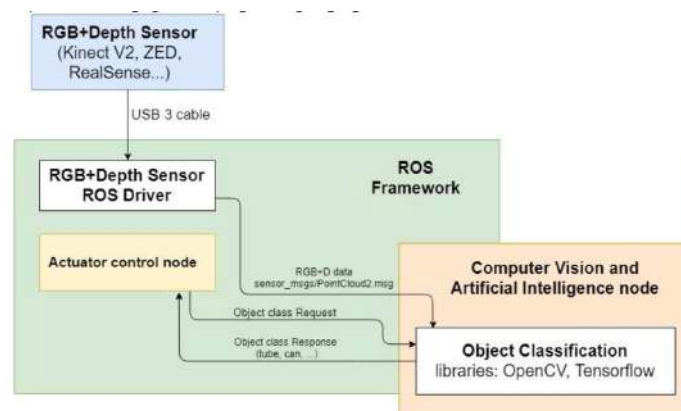 RGB+Depth Sensor
(Kinect V2, ZED,
RealSense...)
USB 3 cable
ROS
Framework
RGB+Depth Sensor
ROS Driver
Actuator control node
RGB+D data
sensor_msgs/PointCloud2.msg
Computer Vision and
Artificial Intelligence node
Object class Request
Object class Response
(tube, can, ...)
Object Classification
libraries: OpenCV, Tensorflow